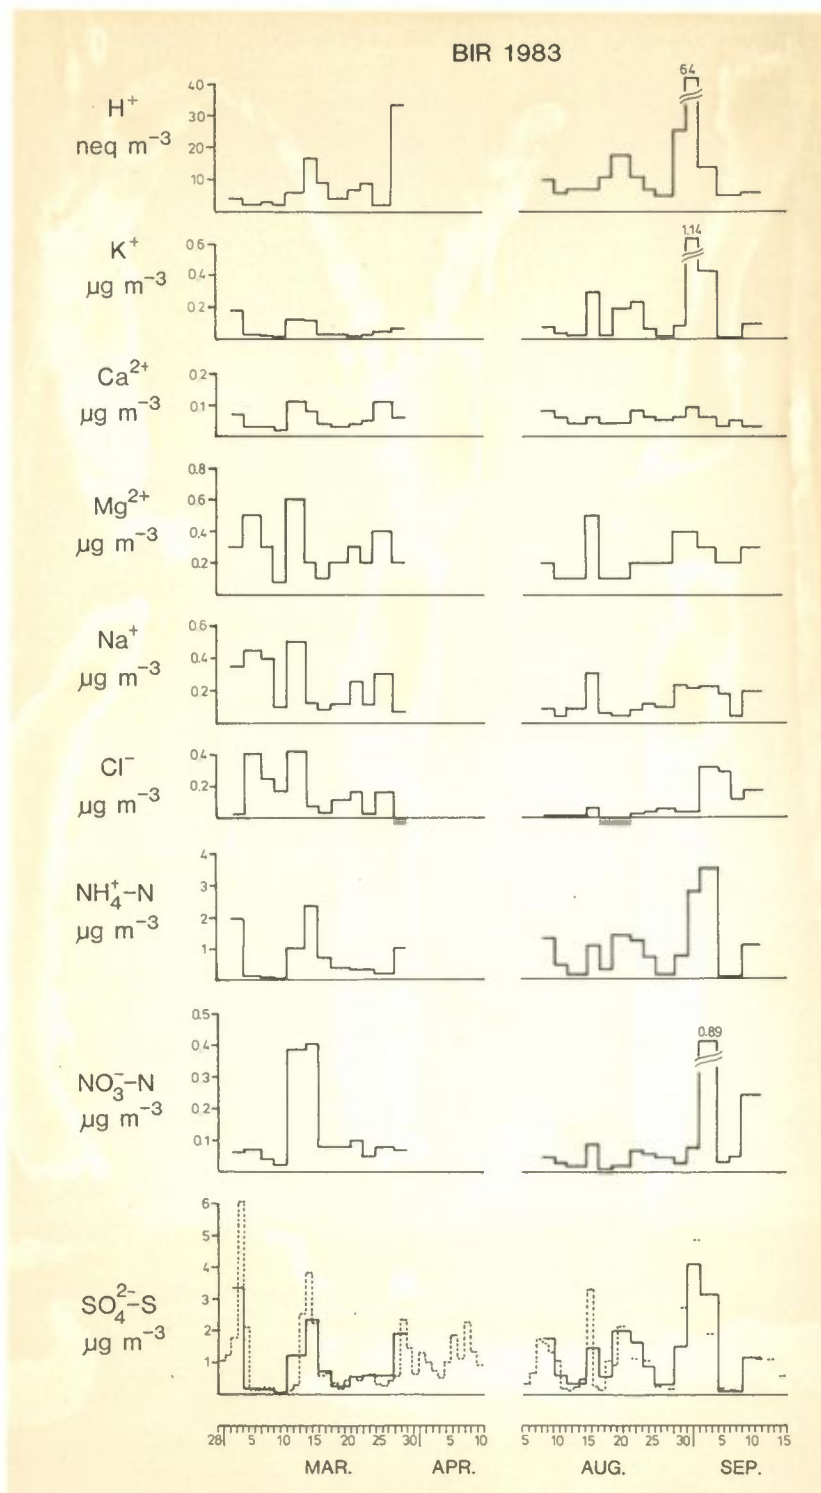 BIR 1983
H⁺
neq m⁻³
40
30
20
10
64
K⁺
µg m⁻³
0.6
0.4
0.2
1.14
Ca²⁺
µg m⁻³
0.2
0.1
Mg²⁺
µg m⁻³
0.8
0.6
0.4
0.2
Na⁺
µg m⁻³
0.6
0.4
0.2
Cl⁻
µg m⁻³
0.4
0.2
NH₄⁺–N
µg m⁻³
4
3
2
1
NO₃⁻–N
µg m⁻³
0.5
0.4
0.3
0.2
0.1
0.89
SO₄²⁻–S
µg m⁻³
6
5
4
3
2
1
28 5 10 15 20 25 30 5 10 5 10 15 20 25 30 5 10 15
MAR. APR. AUG. SEP.